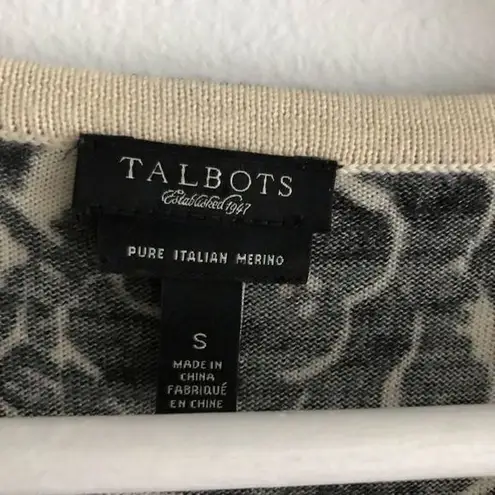 TALBOTS
Established 1947
PURE ITALIAN MERINO
S
MADE IN
CHINA
FABRIQUÉ
EN CHINE